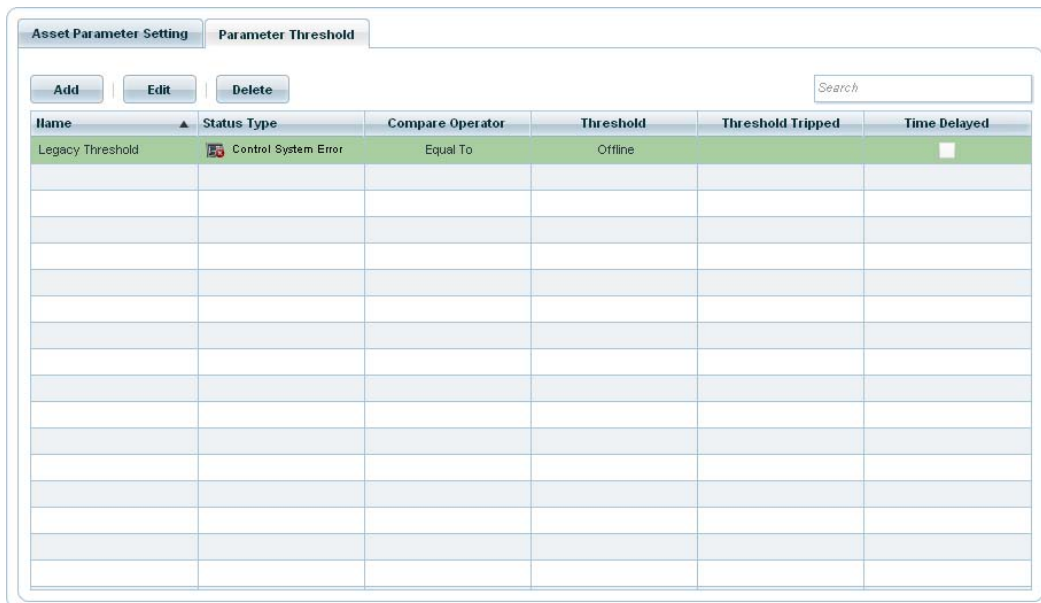 Asset Parameter Setting Parameter Threshold
Add Edit Delete Search
Name Status Type Compare Operator Threshold Threshold Tripped Time Delayed
Legacy Threshold Control System Error Equal To Offline